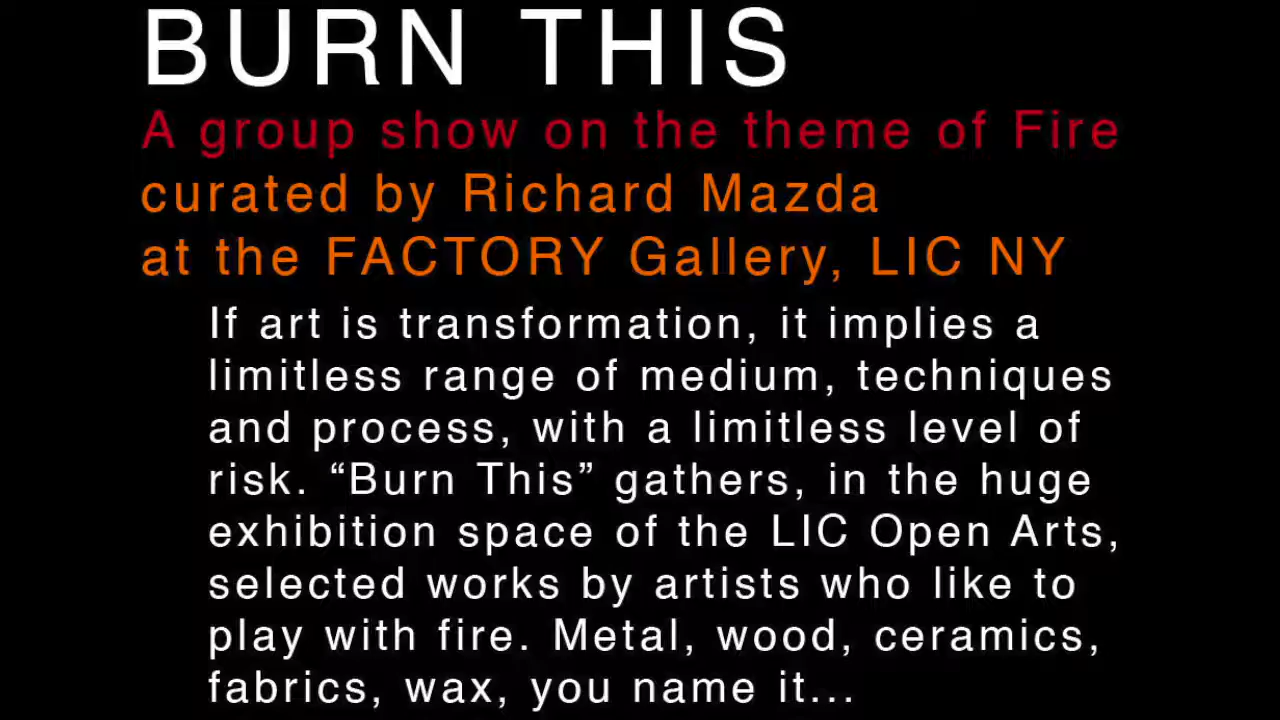 BURN THIS
A group show on the theme of Fire
curated by Richard Mazda
at the FACTORY Gallery, LIC NY
If art is transformation, it implies a
limitless range of medium, techniques
and process, with a limitless level of
risk. “Burn This” gathers, in the huge
exhibition space of the LIC Open Arts,
selected works by artists who like to
play with fire. Metal, wood, ceramics,
fabrics, wax, you name it...